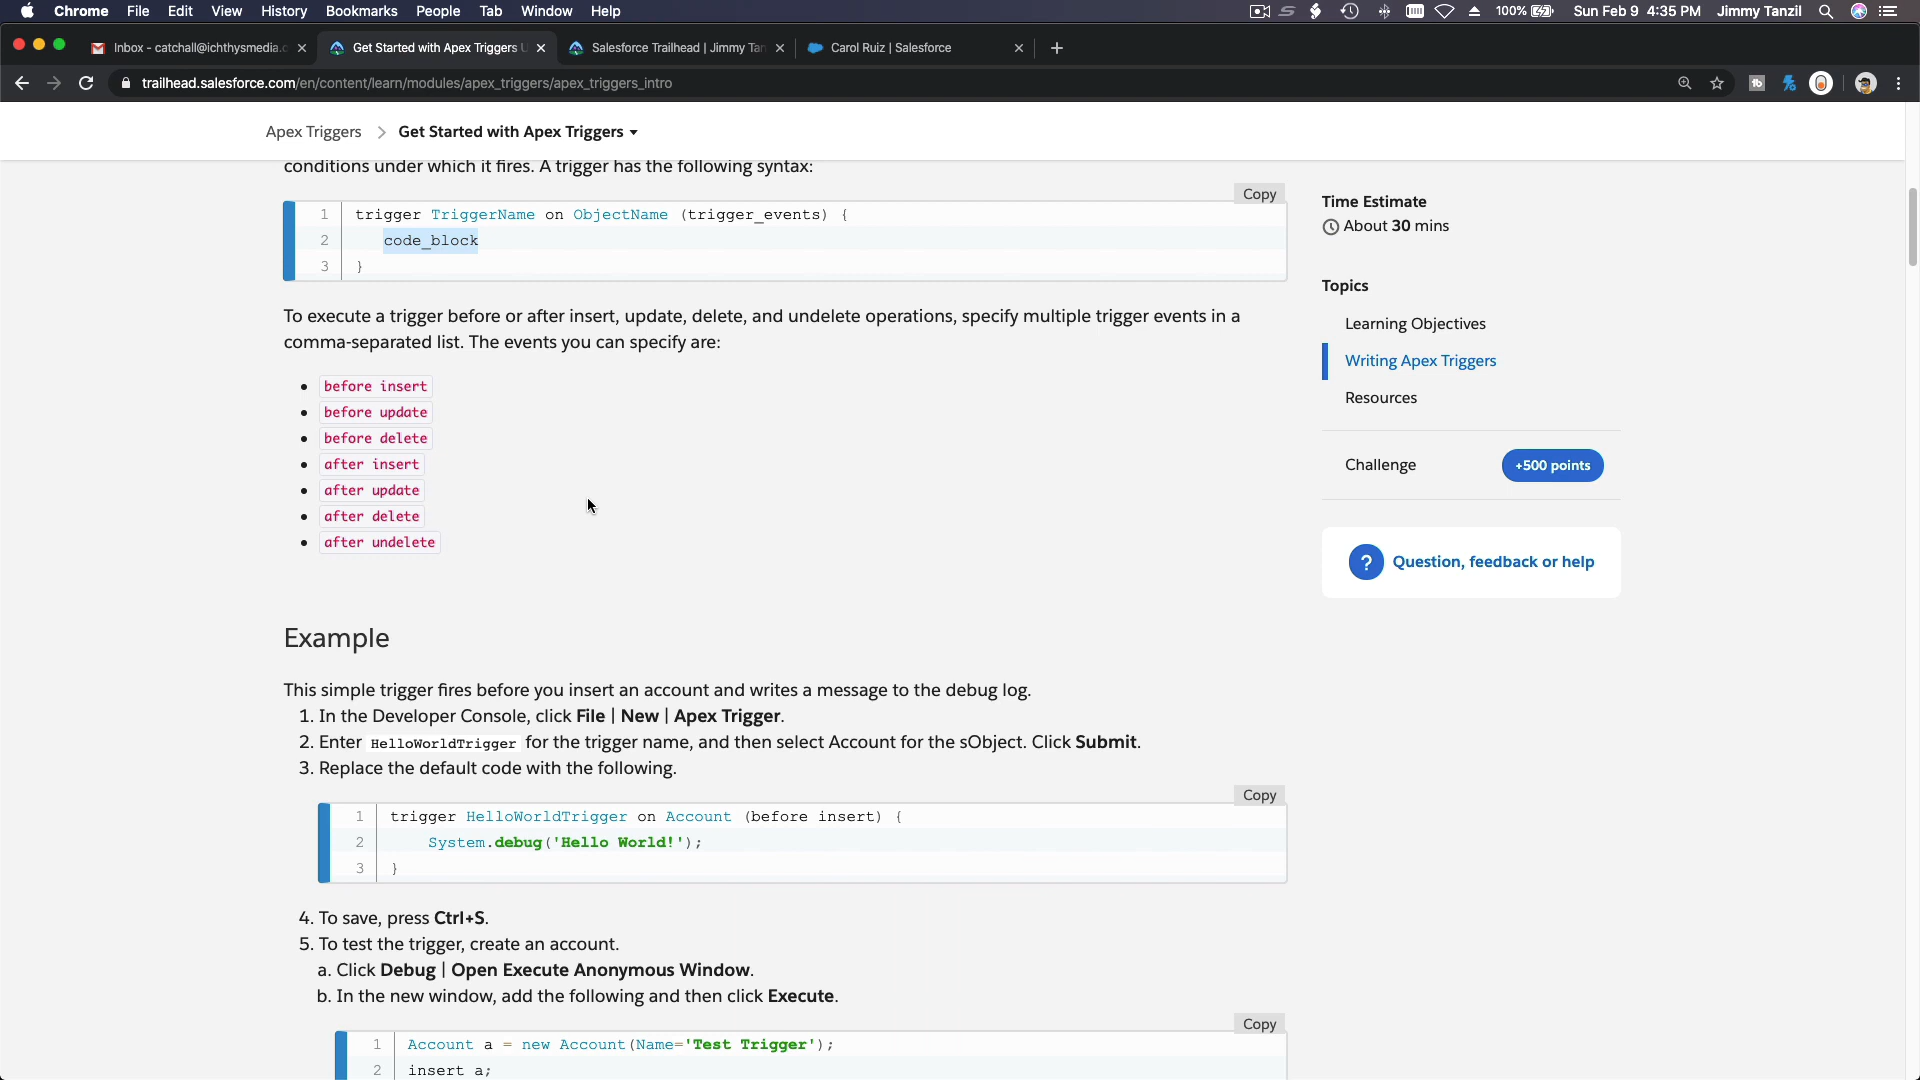 Chrome File Edit View History Bookmarks People Tab Window Help 100% Sun Feb 9 4:35 PM Jimmy Tanzil
Inbox - catchall@ichthysmedia.c Get Started with Apex Triggers U Salesforce Trailhead | Jimmy Tan Carol Ruiz | Salesforce
trailhead.salesforce.com/en/content/learn/modules/apex_triggers/apex_triggers_intro
Apex Triggers > Get Started with Apex Triggers
conditions under which it fires. A trigger has the following syntax:
Copy
1 trigger TriggerName on ObjectName (trigger_events) {
2 code_block
3 }
To execute a trigger before or after insert, update, delete, and undelete operations, specify multiple trigger events in a
comma-separated list. The events you can specify are:
• before insert
• before update
• before delete
• after insert
• after update
• after delete
• after undelete
Example
This simple trigger fires before you insert an account and writes a message to the debug log.
1. In the Developer Console, click File | New | Apex Trigger.
2. Enter HelloWorldTrigger for the trigger name, and then select Account for the sObject. Click Submit.
3. Replace the default code with the following.
Copy
1 trigger HelloWorldTrigger on Account (before insert) {
2 System.debug('Hello World!');
3 }
4. To save, press Ctrl+S.
5. To test the trigger, create an account.
a. Click Debug | Open Execute Anonymous Window.
b. In the new window, add the following and then click Execute.
Copy
1 Account a = new Account(Name='Test Trigger');
2 insert a;
Time Estimate
About 30 mins
Topics
Learning Objectives
Writing Apex Triggers
Resources
Challenge +500 points
? Question, feedback or help